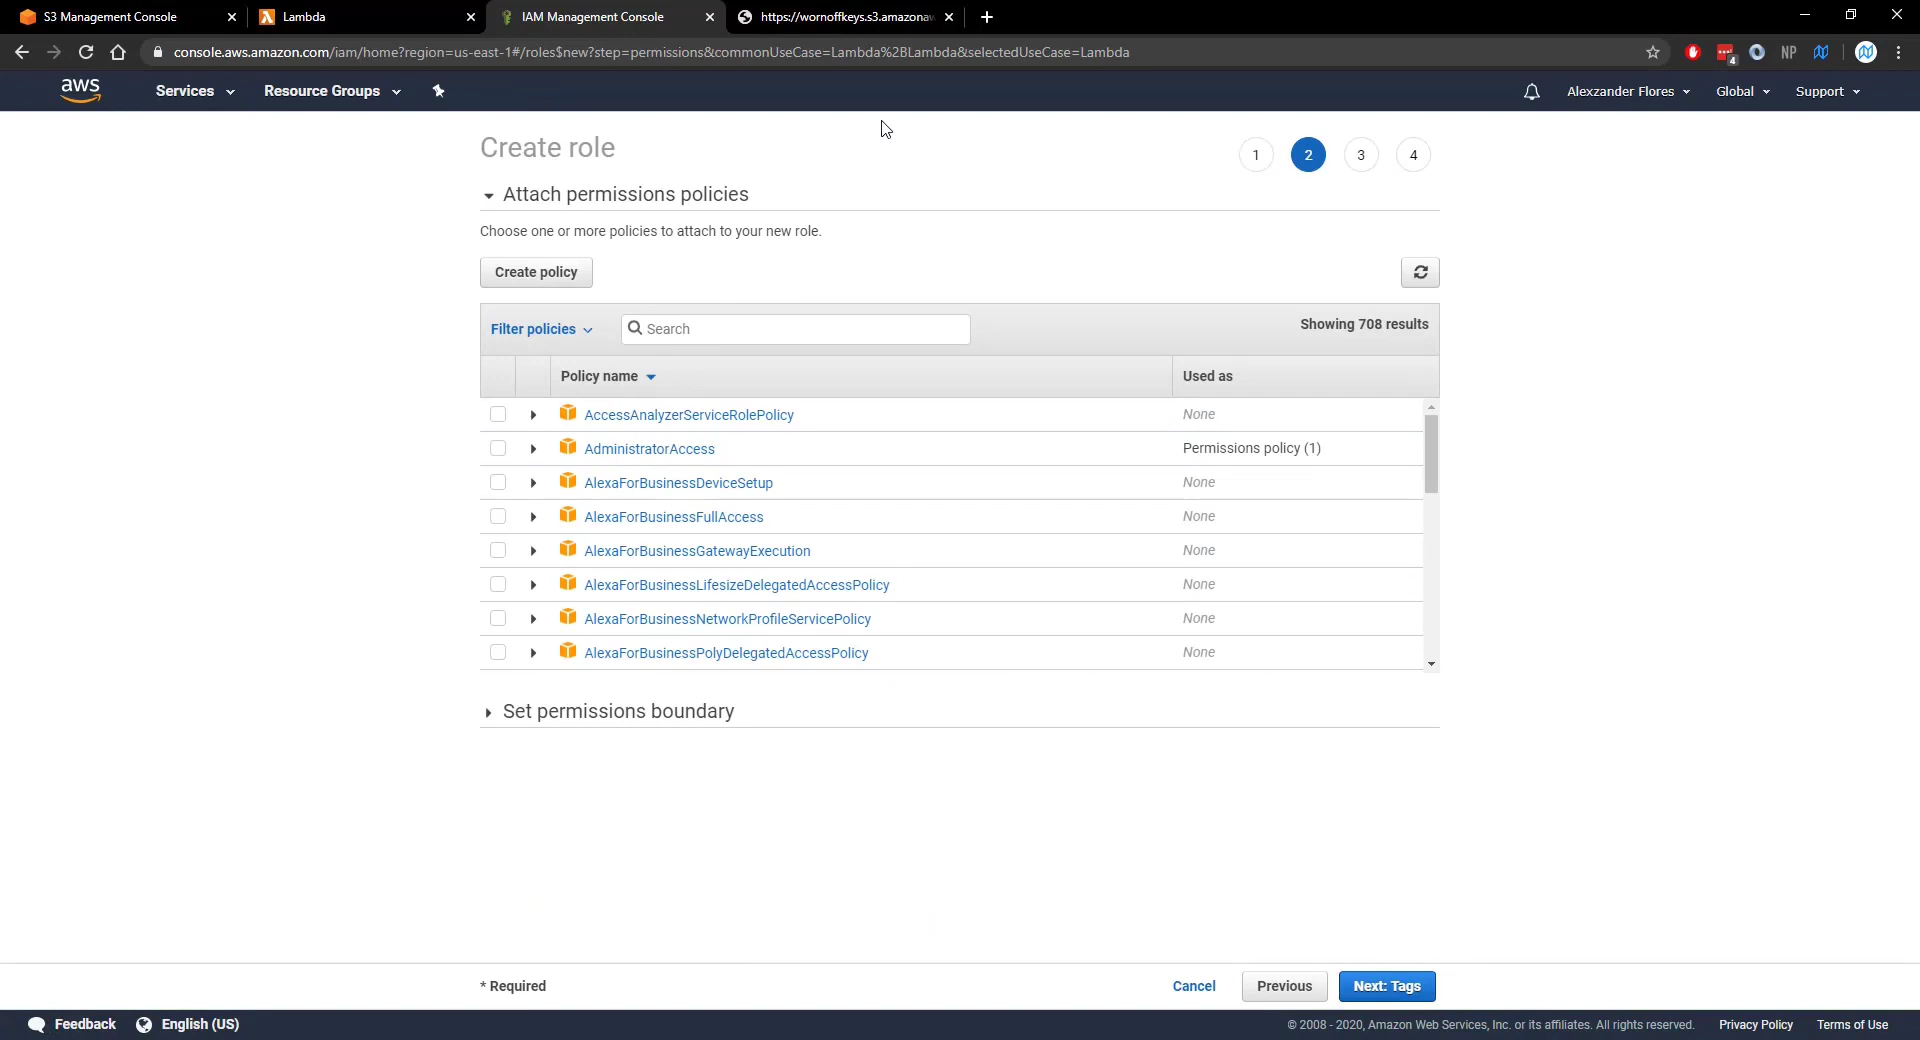 S3 Management Console
Lambda
IAM Management Console
https://wornoffkeys.s3.amazonaw
console.aws.amazon.com/iam/home?region=us-east-1#/roles$new?step=permissions&commonUseCase=Lambda%2BLambda&selectedUseCase=Lambda
4
NP
aws
Services
Resource Groups
Alexzander Flores
Global
Support
Create role
1
2
3
4
Attach permissions policies
Choose one or more policies to attach to your new role.
Create policy
Filter policies
Search
Showing 708 results
Policy name
Used as
AccessAnalyzerServiceRolePolicy
None
AdministratorAccess
Permissions policy (1)
AlexaForBusinessDeviceSetup
None
AlexaForBusinessFullAccess
None
AlexaForBusinessGatewayExecution
None
AlexaForBusinessLifesizeDelegatedAccessPolicy
None
AlexaForBusinessNetworkProfileServicePolicy
None
AlexaForBusinessPolyDelegatedAccessPolicy
None
Set permissions boundary
* Required
Cancel
Previous
Next: Tags
Feedback
English (US)
© 2008 - 2020, Amazon Web Services, Inc. or its affiliates. All rights reserved.
Privacy Policy
Terms of Use